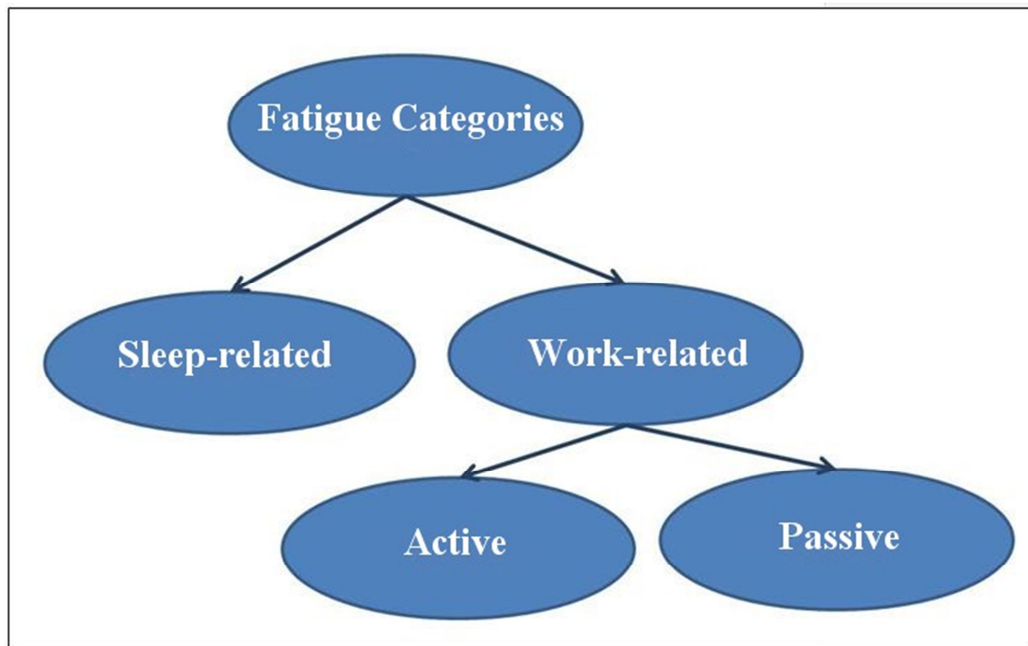 Fatigue Categories
Sleep-related
Work-related
Active
Passive